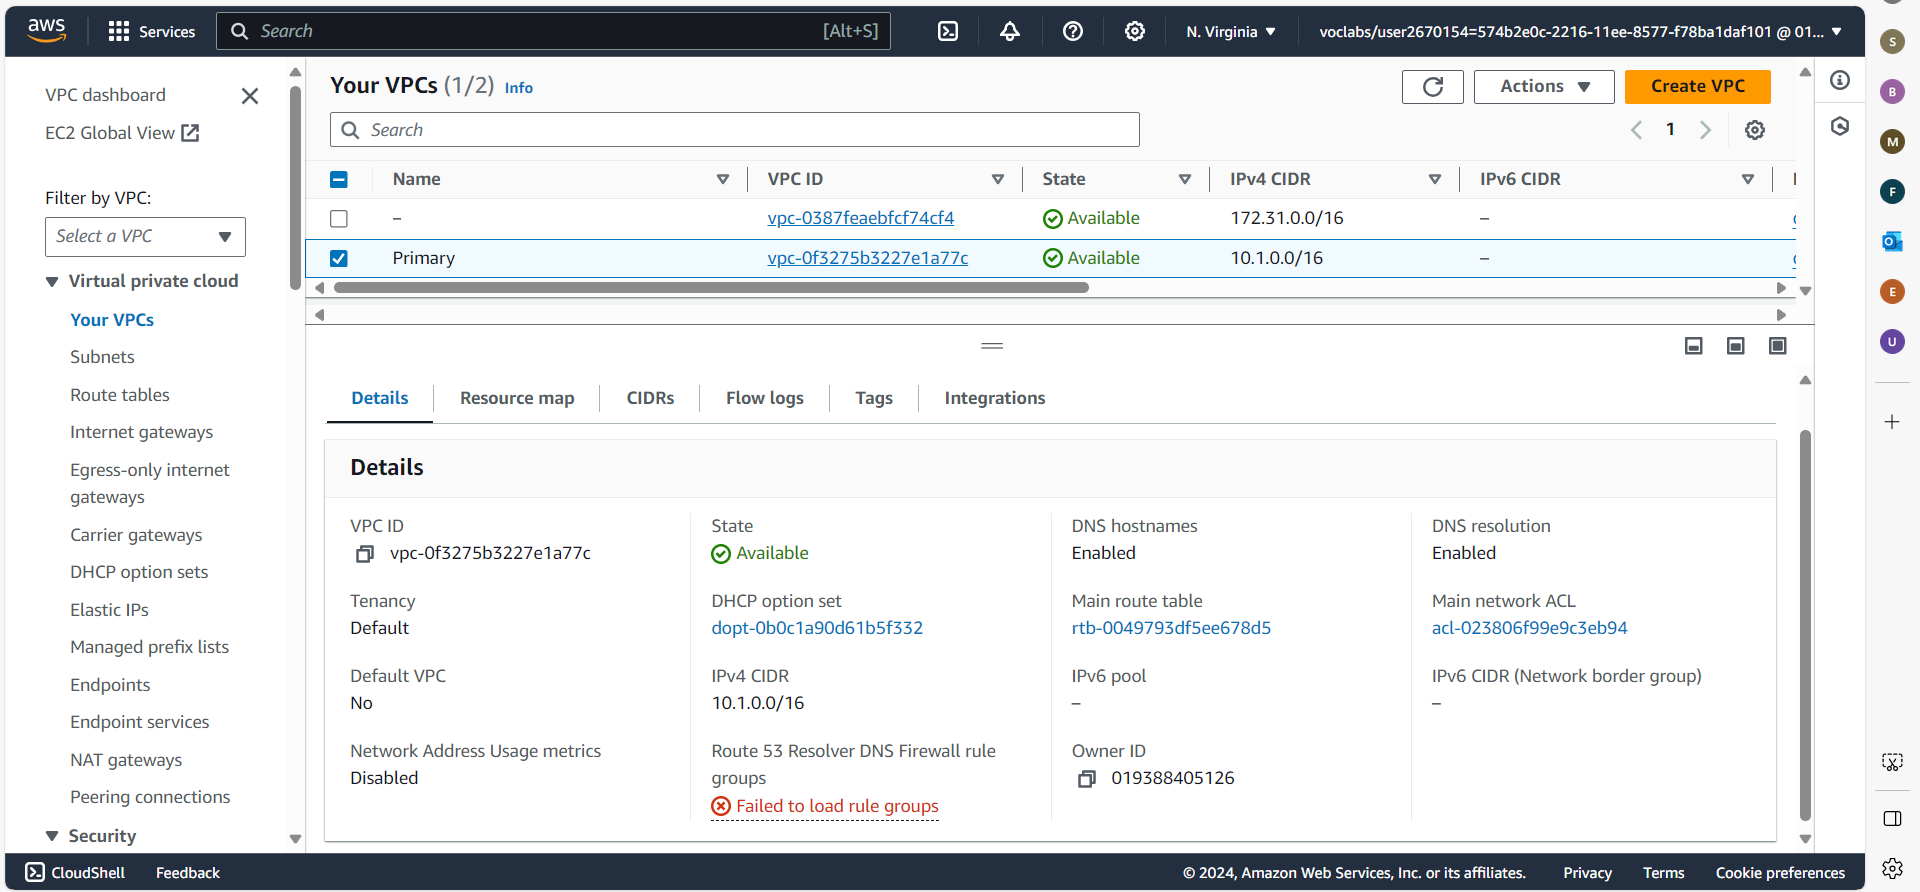 aws
Services
Search
[Alt+S]
N. Virginia
voclabs/user2670154=574b2e0c-2216-11ee-8577-f78ba1daf101 @ 01...
VPC dashboard
EC2 Global View
Filter by VPC:
Select a VPC
Virtual private cloud
Your VPCs
Subnets
Route tables
Internet gateways
Egress-only internet
gateways
Carrier gateways
DHCP option sets
Elastic IPs
Managed prefix lists
Endpoints
Endpoint services
NAT gateways
Peering connections
Security
Your VPCs (1/2) Info
Actions
Create VPC
Search
1
Name VPC ID State IPv4 CIDR IPv6 CIDR
– vpc-0387feaebfcf74cf4 Available 172.31.0.0/16 –
Primary vpc-0f3275b3227e1a77c Available 10.1.0.0/16 –
Details Resource map CIDRs Flow logs Tags Integrations
Details
VPC ID
vpc-0f3275b3227e1a77c
State
Available
DNS hostnames
Enabled
DNS resolution
Enabled
Tenancy
Default
DHCP option set
dopt-0b0c1a90d61b5f332
Main route table
rtb-0049793df5ee678d5
Main network ACL
acl-023806f99e9c3eb94
Default VPC
No
IPv4 CIDR
10.1.0.0/16
IPv6 pool
–
IPv6 CIDR (Network border group)
–
Network Address Usage metrics
Disabled
Route 53 Resolver DNS Firewall rule
groups
Failed to load rule groups
Owner ID
019388405126
S
B
M
F
E
U
CloudShell
Feedback
© 2024, Amazon Web Services, Inc. or its affiliates.
Privacy
Terms
Cookie preferences